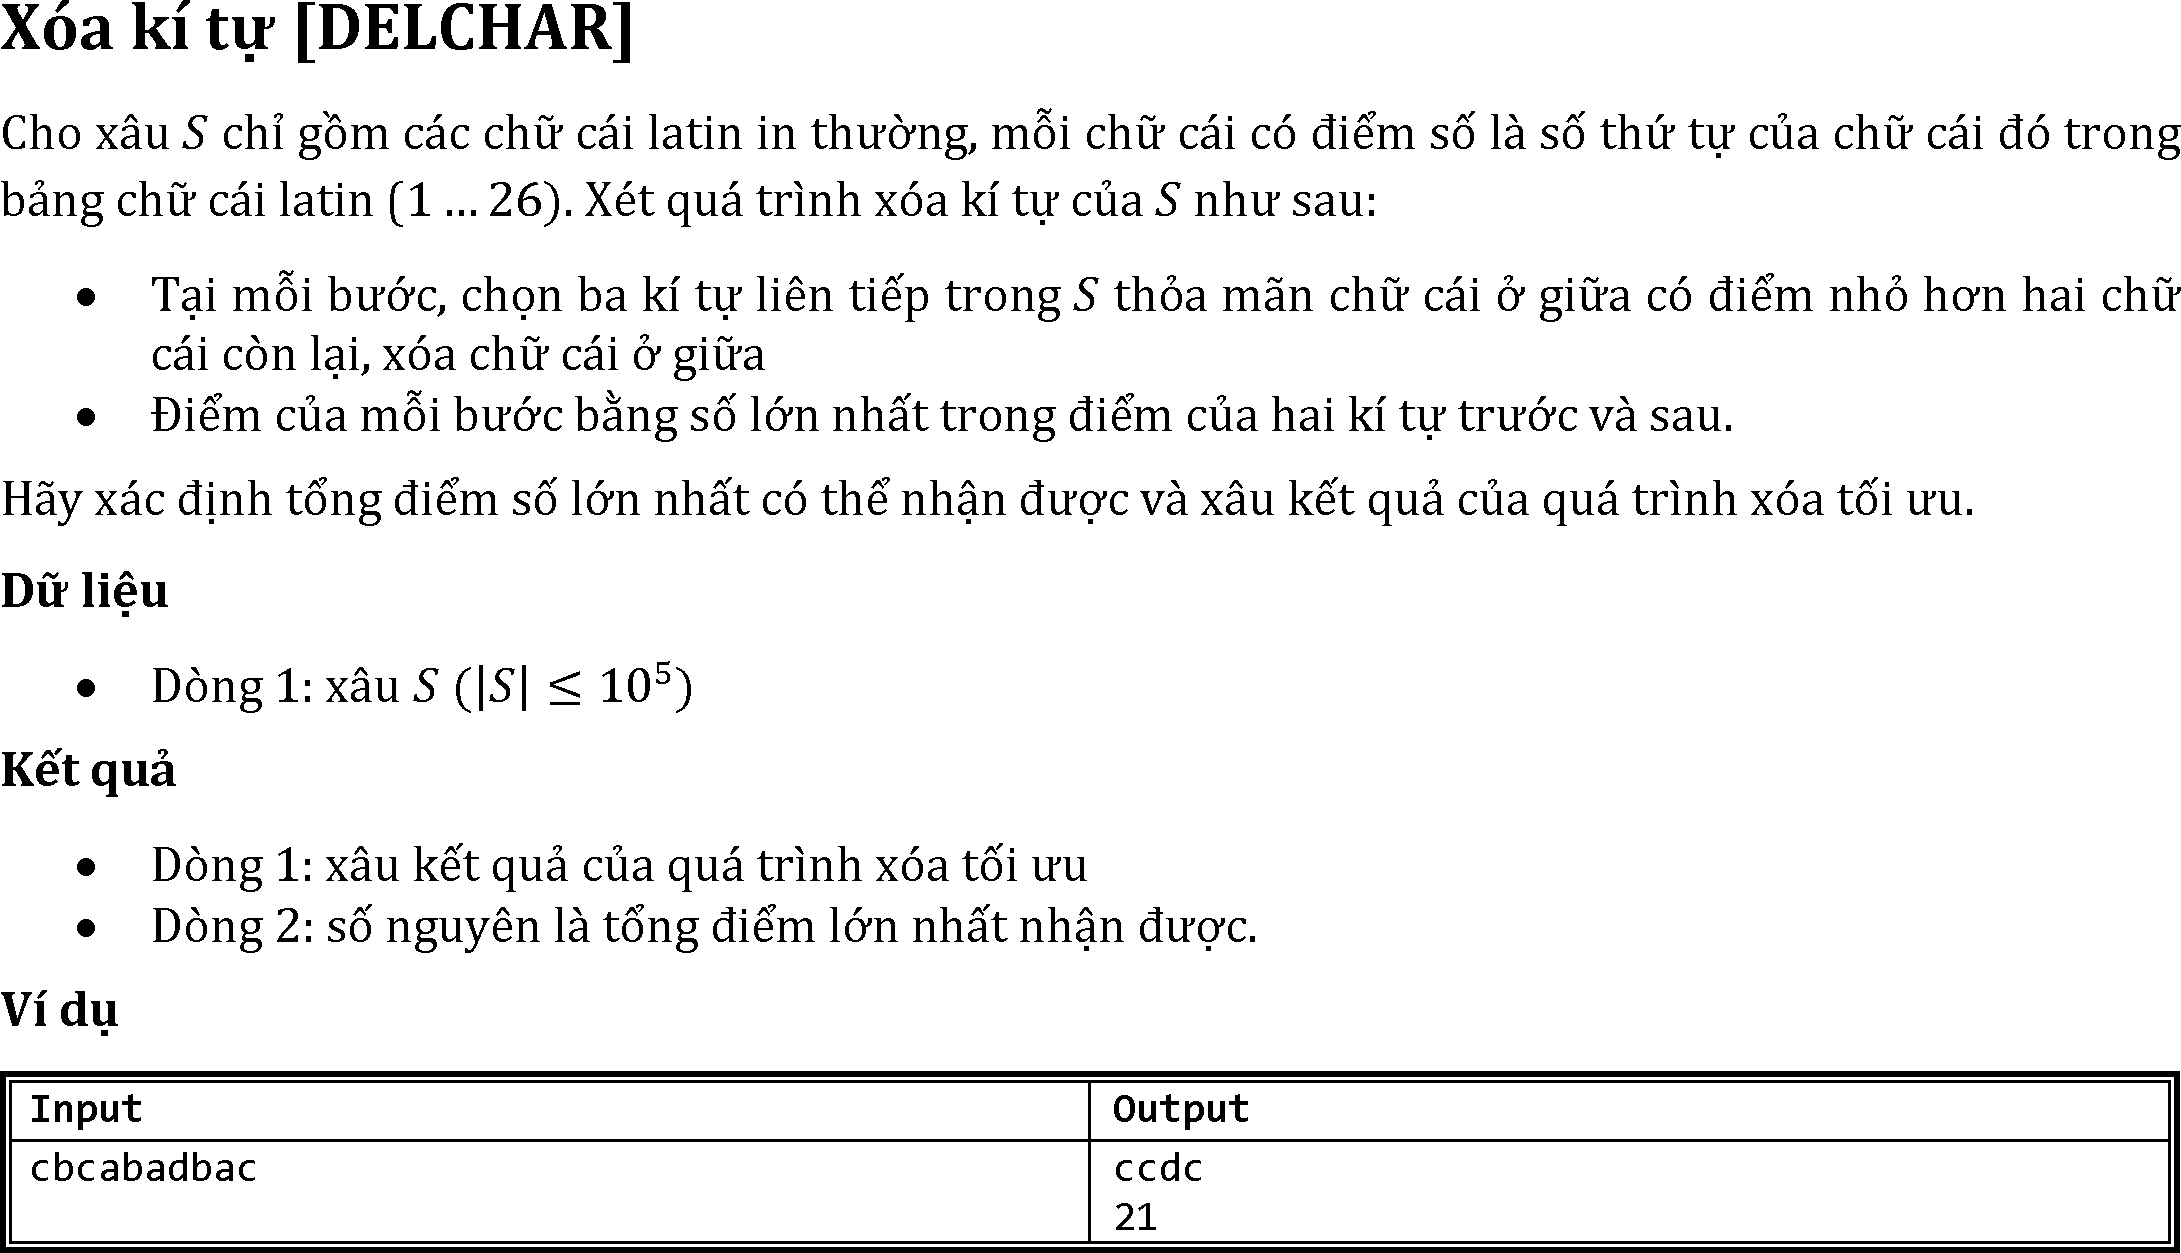 Xóa kí tự [DELCHAR]
Cho xâu S chỉ gồm các chữ cái latin in thường, mỗi chữ cái có điểm số là số thứ tự của chữ cái đó trong
bảng chữ cái latin (1 … 26). Xét quá trình xóa kí tự của S như sau:
• Tại mỗi bước, chọn ba kí tự liên tiếp trong S thỏa mãn chữ cái ở giữa có điểm nhỏ hơn hai chữ
cái còn lại, xóa chữ cái ở giữa
• Điểm của mỗi bước bằng số lớn nhất trong điểm của hai kí tự trước và sau.
Hãy xác định tổng điểm số lớn nhất có thể nhận được và xâu kết quả của quá trình xóa tối ưu.
Dữ liệu
• Dòng 1: xâu S (|S| ≤ 10⁵)
Kết quả
• Dòng 1: xâu kết quả của quá trình xóa tối ưu
• Dòng 2: số nguyên là tổng điểm lớn nhất nhận được.
Ví dụ
Input Output
cbcabadbac ccdc
21